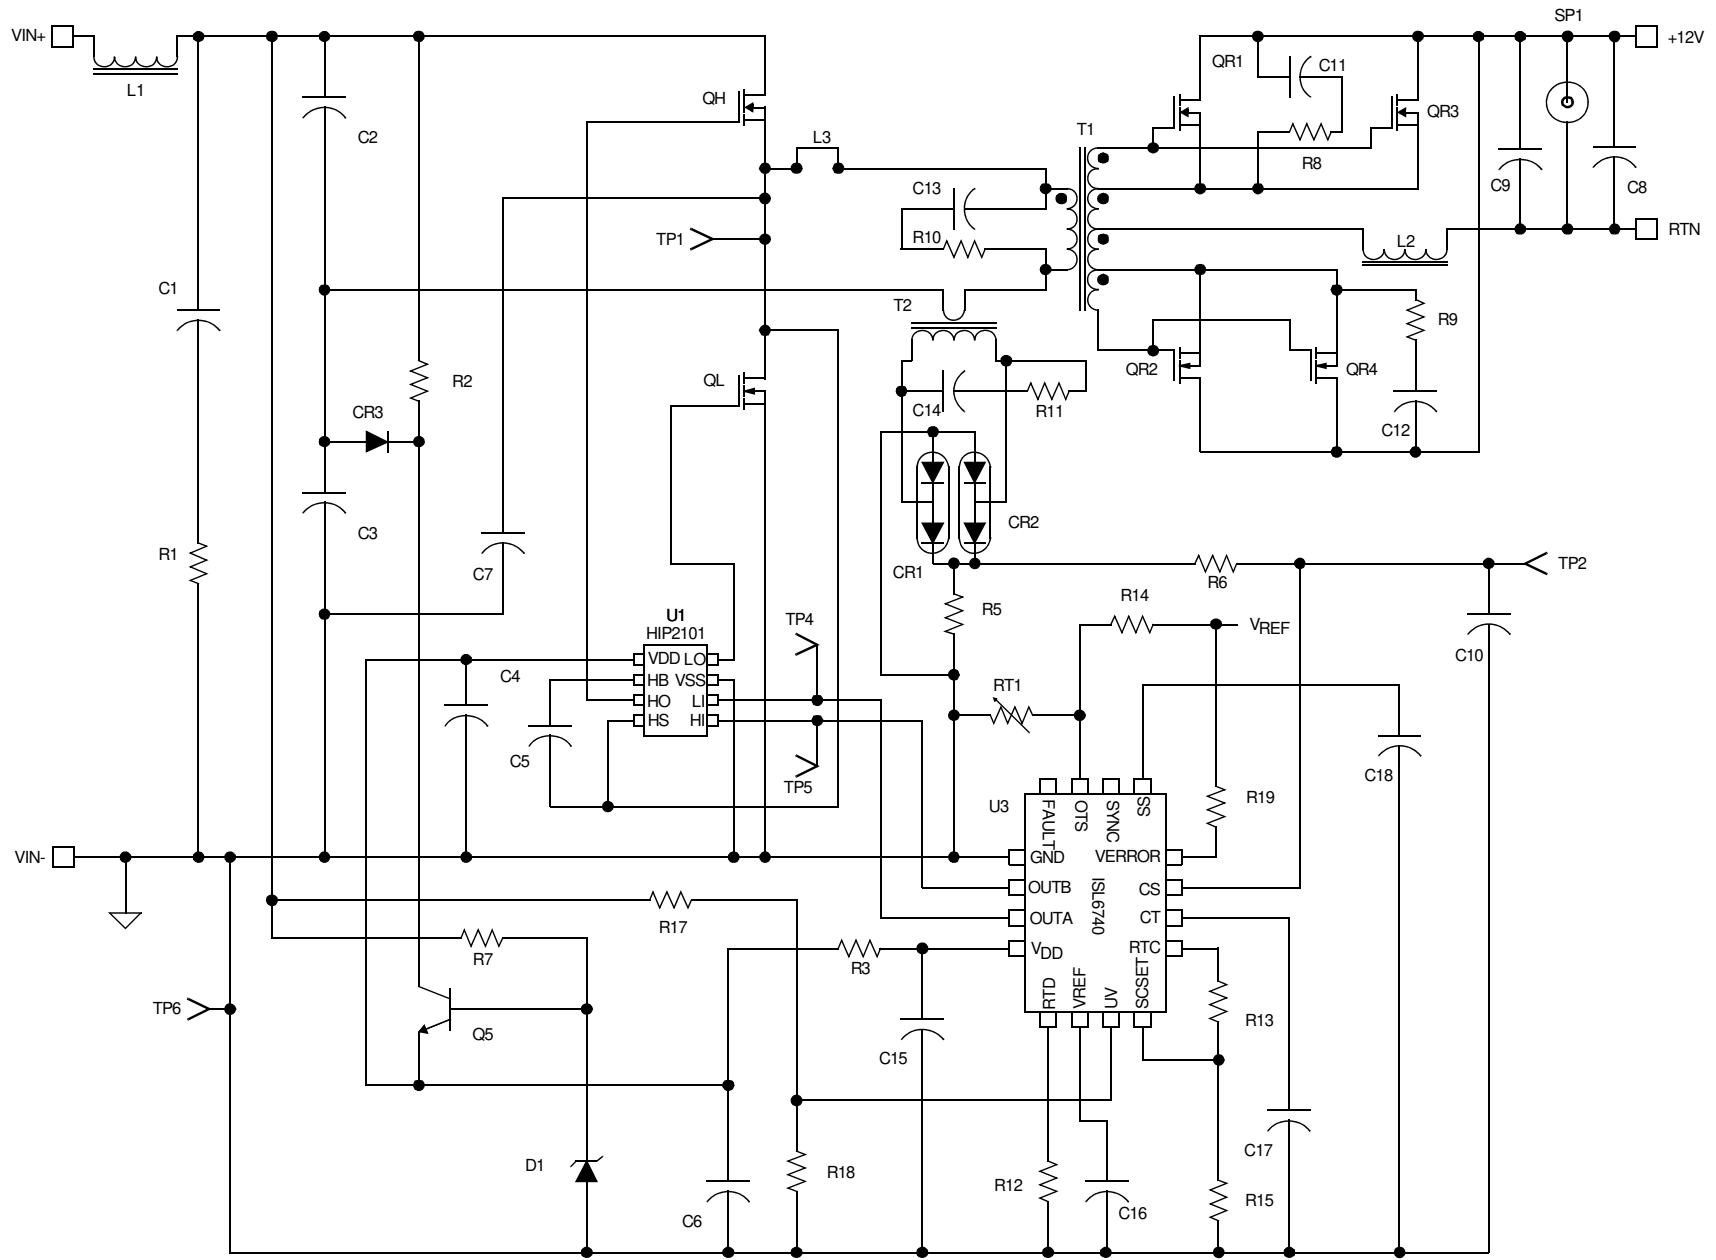 SP1
VIN+
+12V
QR1
C11
L1
QH
QR3
C2
L3
T1
R8
C13
C9
C8
TP1
R10
RTN
L2
C1
T2
R9
R2
QL
QR2
QR4
CR3
C14
R11
C12
C3
CR2
R1
C7
CR1
R6
TP2
R5
R14
U1
HIP2101
TP4
VREF
C10
VDD LO
C4
HB VSS
HO LI
HS HI
RT1
C5
TP5
C18
U3
R19
FAULT
OTS
SYNC
SS
VIN-
GND
VERROR
OUTB
CS
ISL6740
OUTA
CT
R17
VDD
RTC
R7
R3
RTD
VREF
UV
SCSET
TP6
R13
Q5
C15
C17
D1
R18
R12
C16
R15
C6